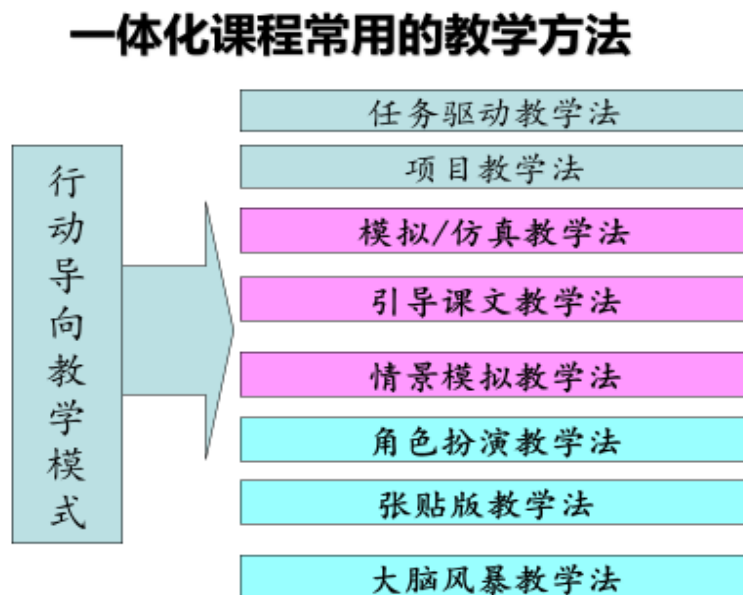 一体化课程常用的教学方法
行动导向教学模式
任务驱动教学法
项目教学法
模拟/仿真教学法
引导课文教学法
情景模拟教学法
角色扮演教学法
张贴版教学法
大脑风暴教学法